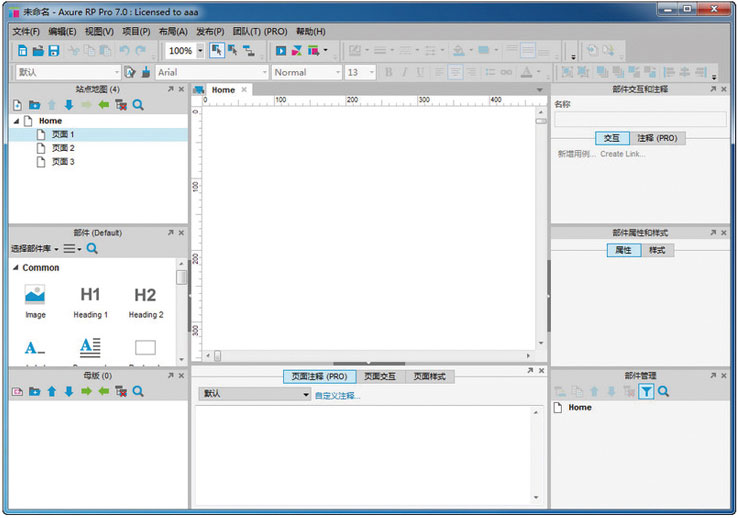 未命名 - Axure RP Pro 7.0 : Licensed to aaa
文件(F) 编辑(E) 视图(V) 项目(P) 布局(A) 发布(P) 团队(T) (PRO) 帮助(H)
100%
默认 Arial Normal 13 B I U
站点地图 (4)
Home
页面 1
页面 2
页面 3
部件 (Default)
选择部件库
Common
H1 H2
Image Heading 1 Heading 2
A_ A
母版 (0)
Home
0 100 200 300 400
0
100
200
300
页面注释 (PRO) 页面交互 页面样式
默认 自定义注释...
部件交互和注释
名称
交互 注释 (PRO)
新增用例... Create Link...
部件属性和样式
属性 样式
部件管理
Home